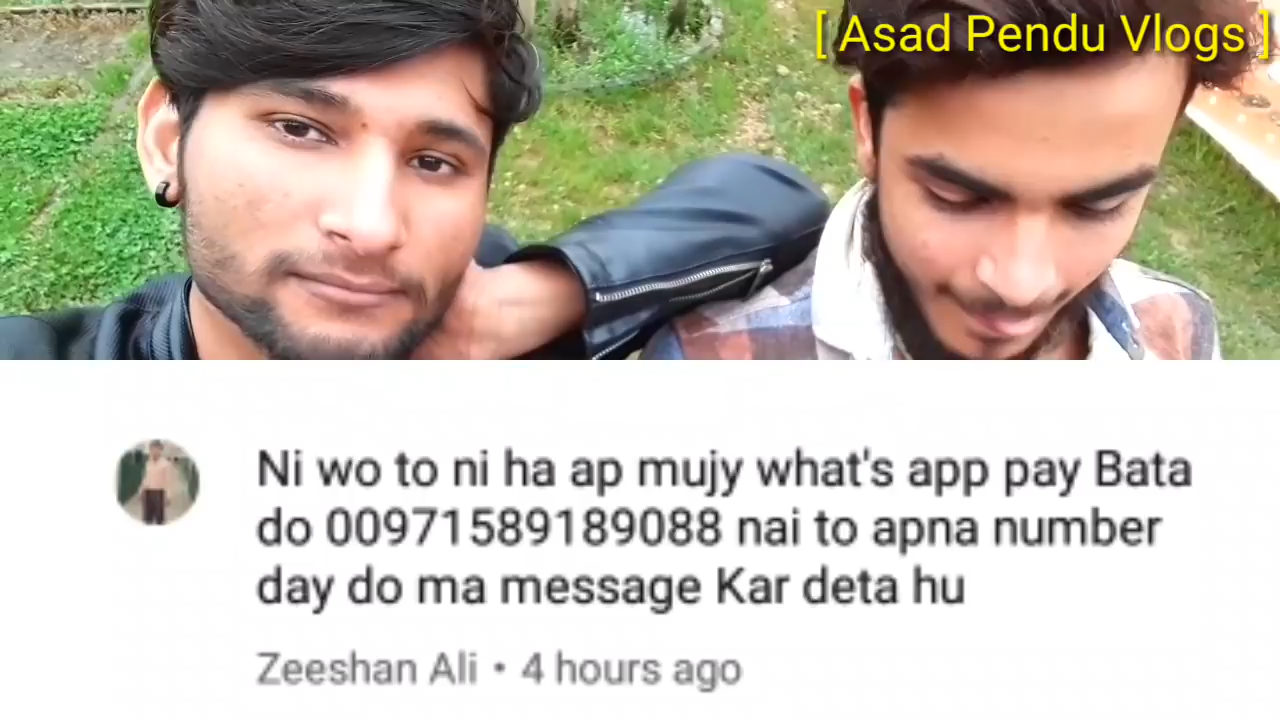 [ Asad Pendu Vlogs ]
Ni wo to ni ha ap mujy what's app pay Bata
do 00971589189088 nai to apna number
day do ma message Kar deta hu
Zeeshan Ali • 4 hours ago